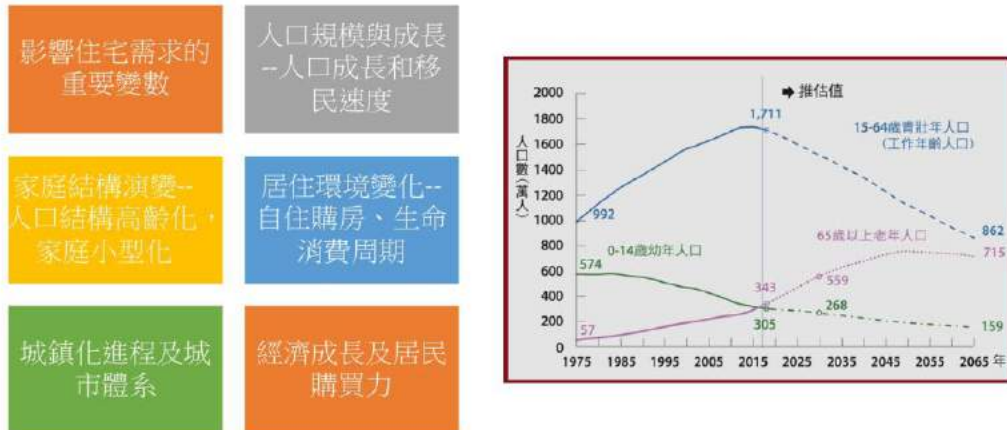 影響住宅需求的
重要變數
人口規模與成長
--人口成長和移
民速度
家庭結構演變--
人口結構高齡化，
家庭小型化
居住環境變化--
自住購房、生命
消費周期
城鎮化進程及城
市體系
經濟成長及居民
購買力
➡ 推估值
人口數(萬人)
2000
1800
1600
1400
1200
1000
800
600
400
200
0
1,711
15-64歲青壯年人口
(工作年齡人口)
992
862
65歲以上老年人口
715
0-14歲幼年人口
574
559
343
268
305
159
57
1975 1985 1995 2005 2015 2025 2035 2045 2055 2065 年